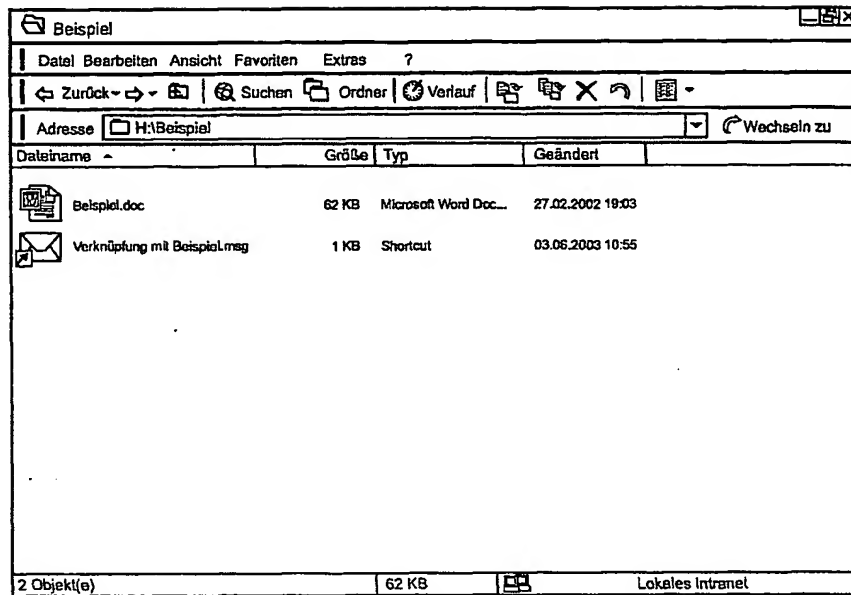 Beispiel
Datei Bearbeiten Ansicht Favoriten Extras ?
Zurück Suchen Ordner Verlauf
Adresse H:\Beispiel Wechseln zu
Dateiname Größe Typ Geändert
Beispiel.doc 62 KB Microsoft Word Doc... 27.02.2002 19:03
Verknüpfung mit Beispiel.msg 1 KB Shortcut 03.06.2003 10:55
2 Objekt(e) 62 KB Lokales Intranet